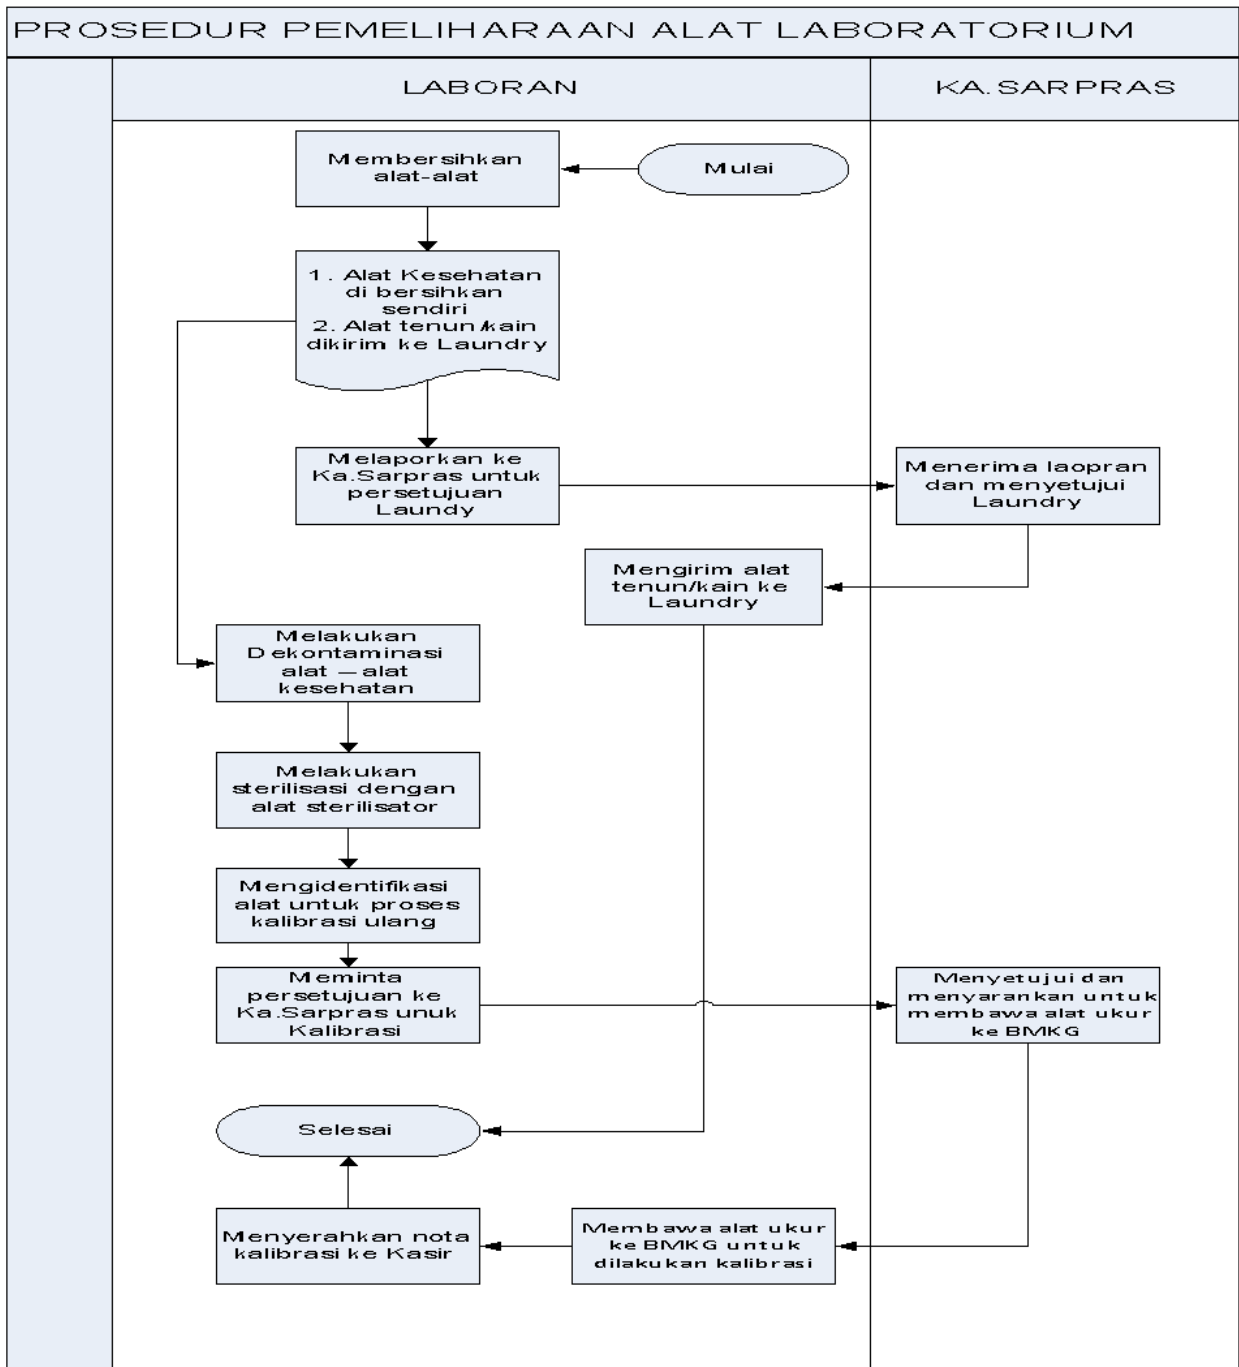 PROSEDUR PEMELIHARAAN ALAT LABORATORIUM
LABORAN
KA.SARPRAS
Membersihkan
alat-alat
Mulai
1. Alat Kesehatan
di bersihkan
sendiri
2. Alat tenun/kain
dikirim ke Laundry
Melaporkan ke
Ka.Sarpras untuk
persetujuan
Laundy
Menerima laopran
dan menyetujui
Laundry
Mengirim alat
tenun/kain ke
Laundry
Melakukan
Dekontaminasi
alat – alat
kesehatan
Melakukan
sterilisasi dengan
alat sterilisator
Mengidentifikasi
alat untuk proses
kalibrasi ulang
Meminta
persetujuan ke
Ka.Sarpras unuk
Kalibrasi
Menyetujui dan
menyarankan untuk
membawa alat ukur
ke BMKG
Selesai
Menyerahkan nota
kalibrasi ke Kasir
Membawa alat ukur
ke BMKG untuk
dilakukan kalibrasi